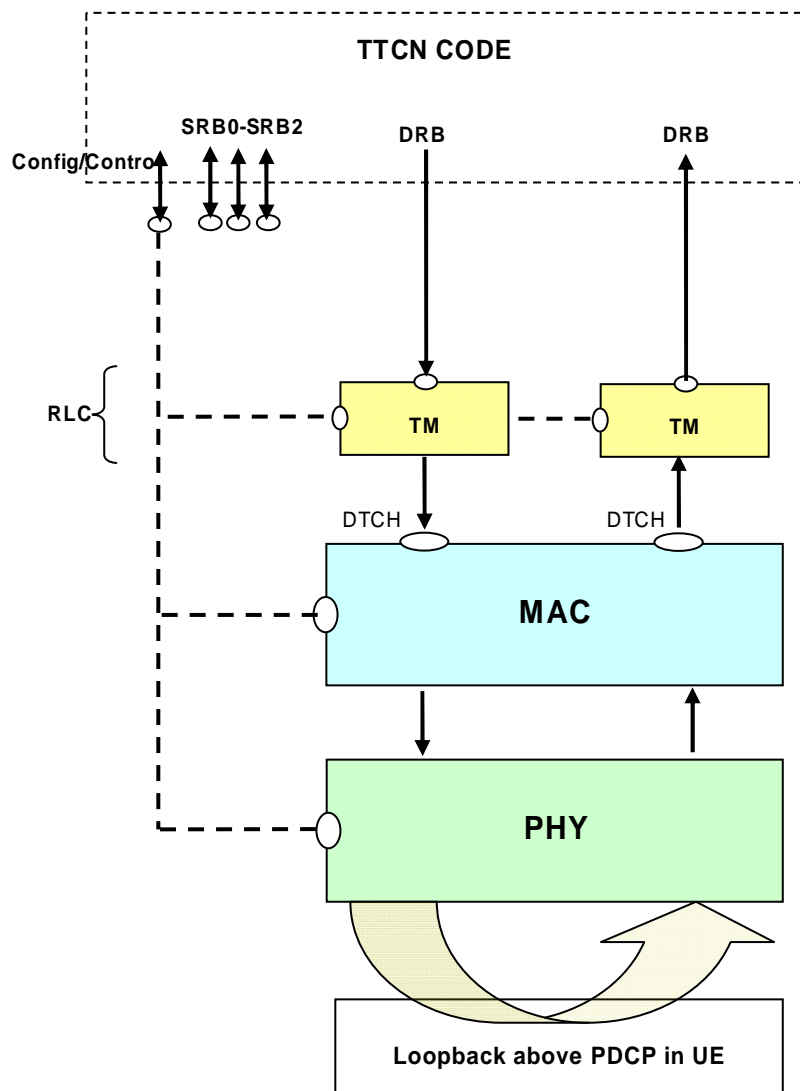 TTCN CODE
SRB0-SRB2
DRB
DRB
Config/Contro
RLC
TM
TM
DTCH
DTCH
MAC
PHY
Loopback above PDCP in UE